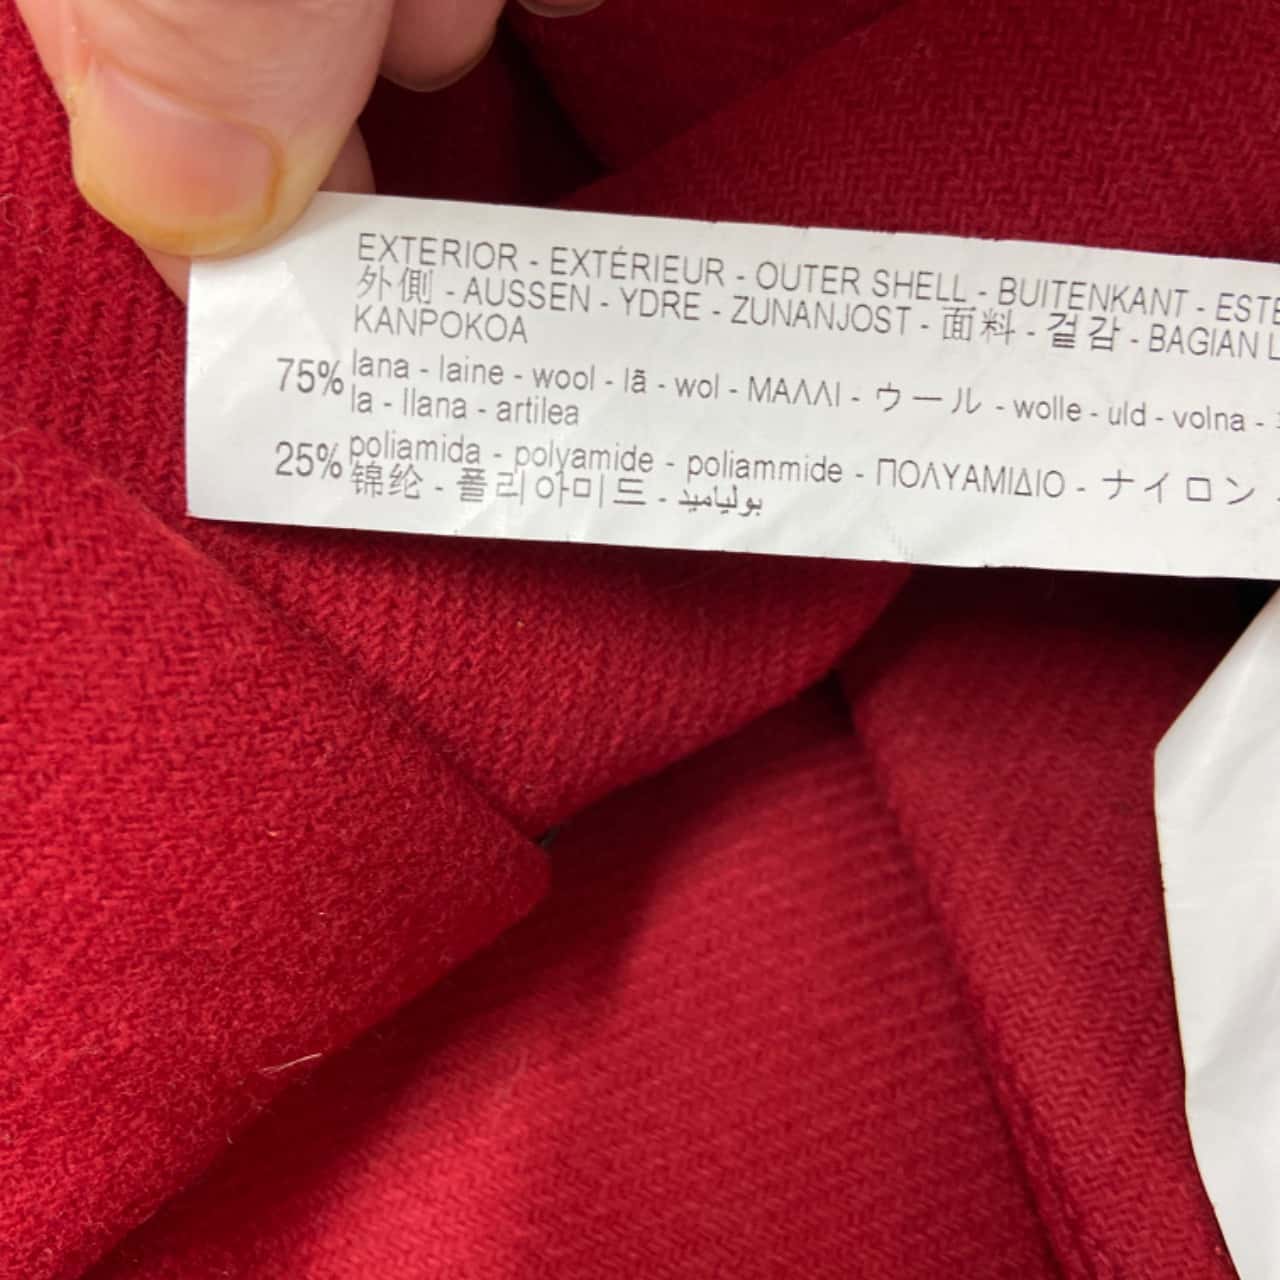 EXTERIOR - EXTÉRIEUR - OUTER SHELL - BUITENKANT - ESTE
外側 - AUSSEN - YDRE - ZUNANJOST - 面料 - 겉감 - BAGIAN L
KANPOKOA
75% lana - laine - wool - lã - wol - ΜΑΛΛΙ - ウール - wolle - uld - volna -
la - llana - artilea
25% poliamida - polyamide - poliammide - ΠΟΛΥΑΜΙΔΙΟ - ナイロン -
锦纶 - 폴리아미드 - بولياميد